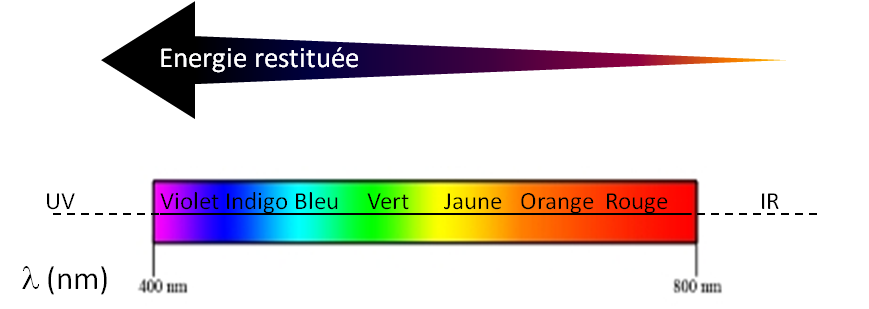 Energie restituée
UV Violet Indigo Bleu Vert Jaune Orange Rouge IR
λ (nm) 400 nm 800 nm